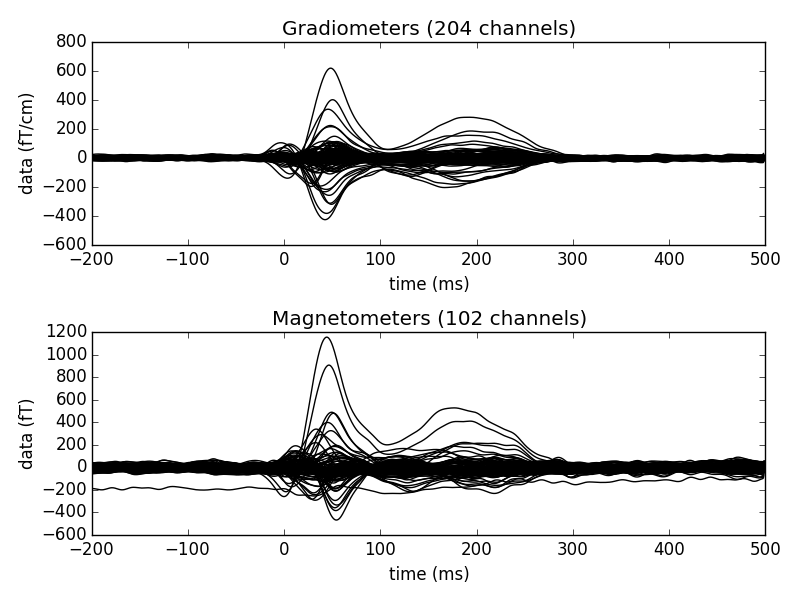 Gradiometers (204 channels)
800
600
400
200
0
−200
−400
−600
data (fT/cm)
−200 −100 0 100 200 300 400 500
time (ms)
Magnetometers (102 channels)
1200
1000
800
600
400
200
0
−200
−400
−600
data (fT)
−200 −100 0 100 200 300 400 500
time (ms)